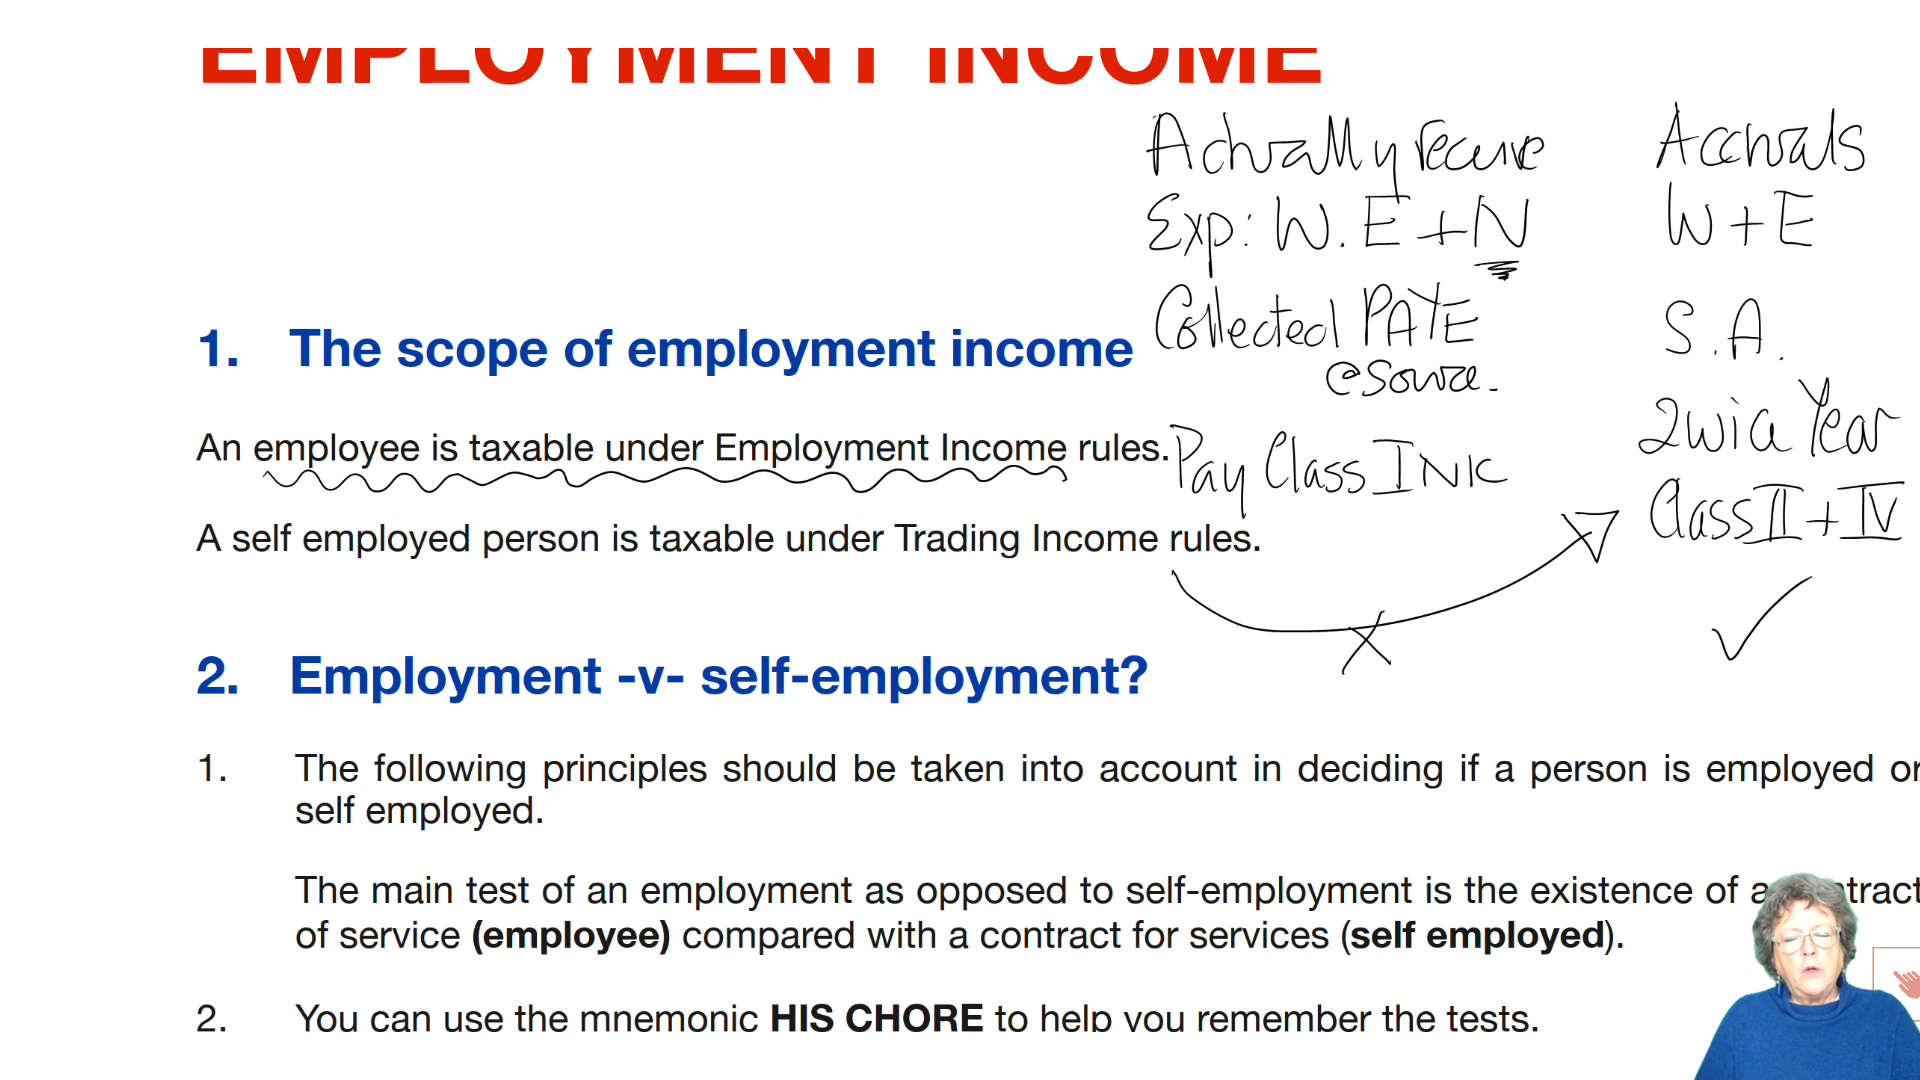 EMPLOYMENT INCOME
Actually receive
Accruals
Exp: W. E + N
W + E
Collected PAYE
@ Source.
S.A.
1. The scope of employment income
2wi a Year
An employee is taxable under Employment Income rules.
Pay Class I NIC
Class II + IV
A self employed person is taxable under Trading Income rules.
2. Employment -v- self-employment?
1. The following principles should be taken into account in deciding if a person is employed or
self employed.
The main test of an employment as opposed to self-employment is the existence of a
of service (employee) compared with a contract for services (self employed).
2. You can use the mnemonic HIS CHORE to help you remember the tests.